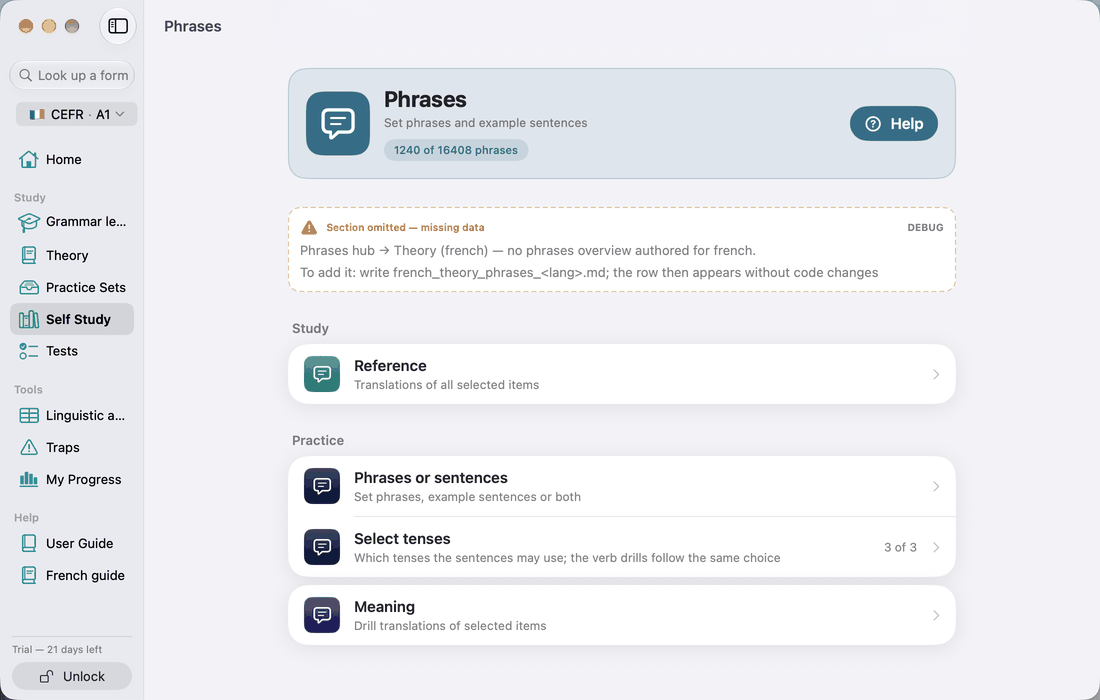 Phrases
Look up a form
CEFR · A1
Home
Study
Grammar le...
Theory
Practice Sets
Self Study
Tests
Tools
Linguistic a...
Traps
My Progress
Help
User Guide
French guide
Trial — 21 days left
Unlock
Phrases
Set phrases and example sentences
1240 of 16408 phrases
Help
Section omitted — missing data
DEBUG
Phrases hub → Theory (french) — no phrases overview authored for french.
To add it: write french_theory_phrases_<lang>.md; the row then appears without code changes
Study
Reference
Translations of all selected items
Practice
Phrases or sentences
Set phrases, example sentences or both
Select tenses
Which tenses the sentences may use; the verb drills follow the same choice
3 of 3
Meaning
Drill translations of selected items